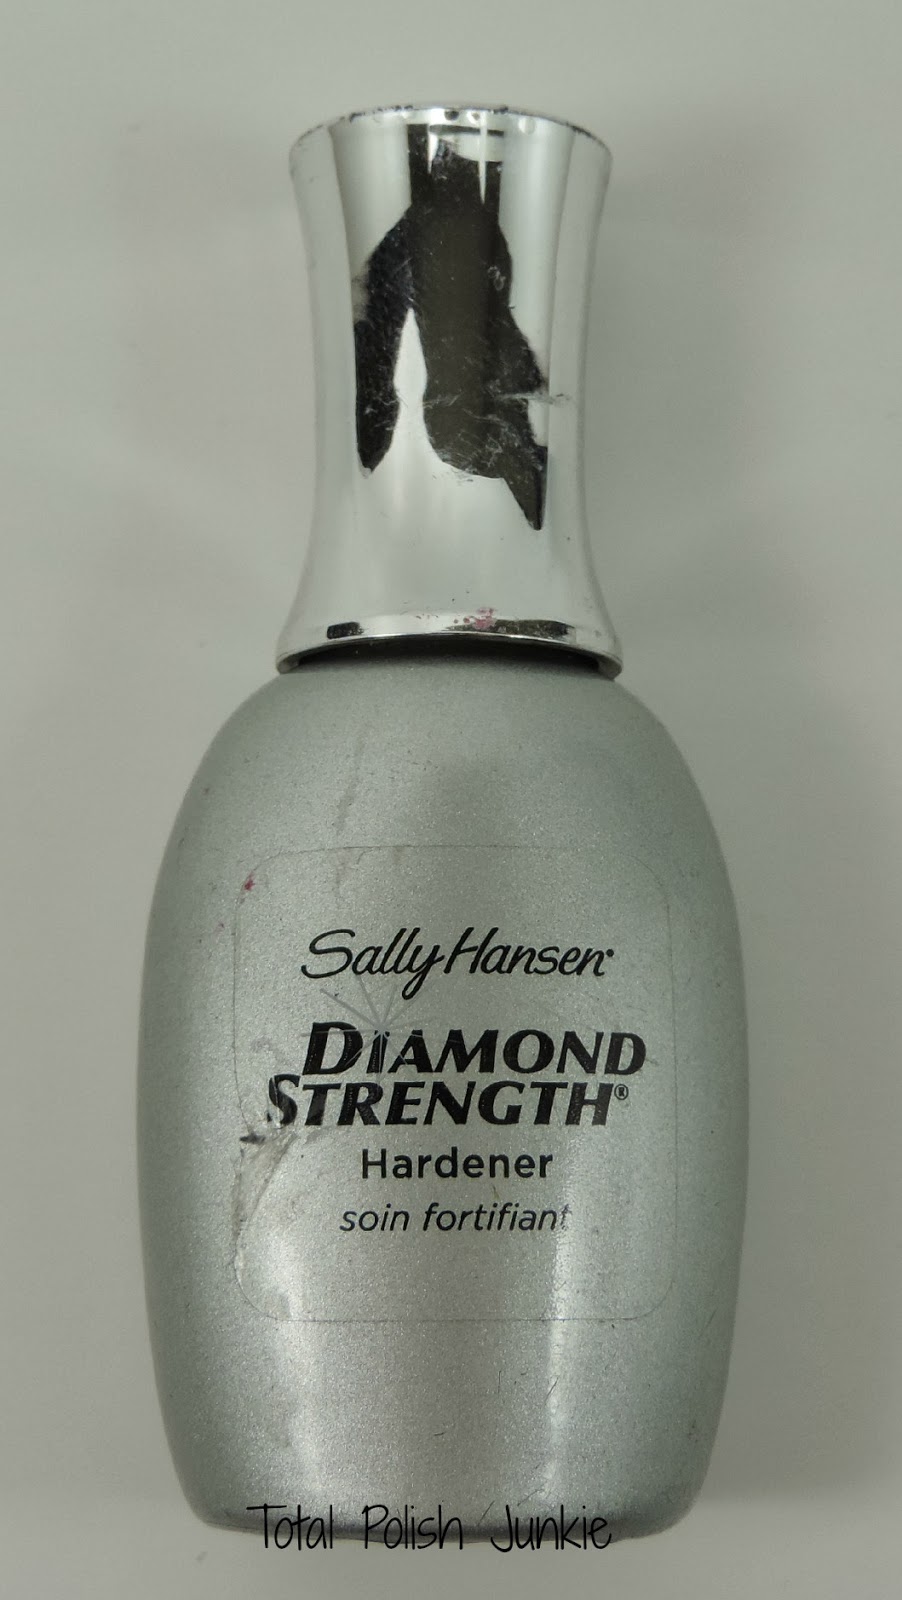 Sally Hansen®
DIAMOND
STRENGTH®
Hardener
soin fortifiant
Total Polish Junkie